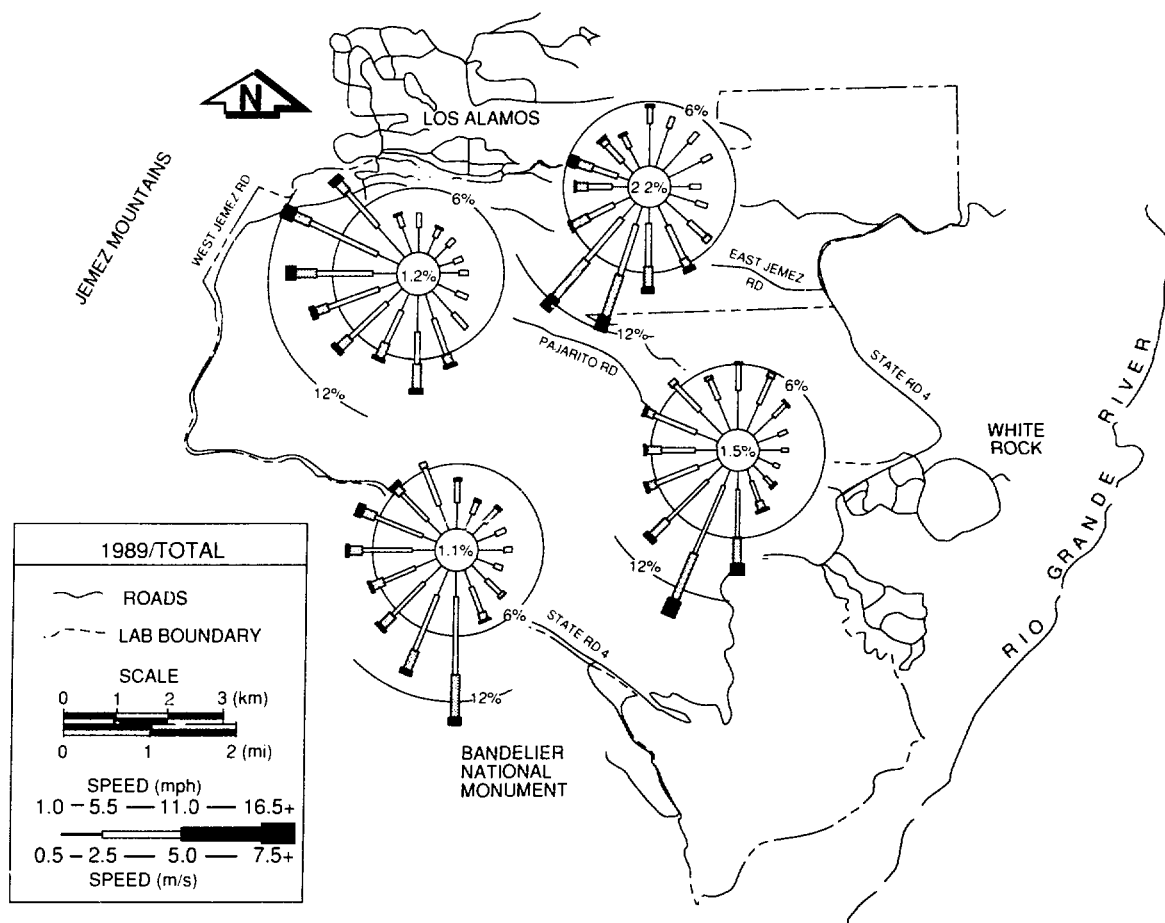 N
LOS ALAMOS
JEMEZ MOUNTAINS
WEST JEMEZ RD
6%
2.2%
12%
6%
1.2%
12%
EAST JEMEZ
RD
PAJARITO RD
STATE RD 4
6%
1.5%
12%
WHITE
ROCK
RIO GRANDE RIVER
1.1%
6%
12%
STATE RD 4
BANDELIER
NATIONAL
MONUMENT
1989/TOTAL
ROADS
LAB BOUNDARY
SCALE
0 1 2 3 (km)
0 1 2 (mi)
SPEED (mph)
1.0 – 5.5 — 11.0 — 16.5+
0.5 – 2.5 — 5.0 — 7.5+
SPEED (m/s)